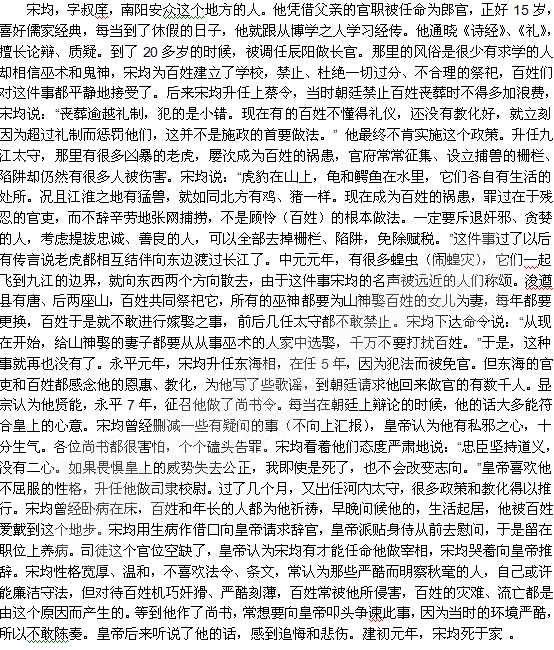 宋均，字叔庠，南阳安众这个地方的人。他凭借父亲的官职被任命为郎官，正好 15 岁，
喜好儒家经典，每当到了休假的日子，他就跟从博学之人学习经传。他通晓《诗经》、《礼》，
擅长论辩、质疑。到了 20 多岁的时候，被调任辰阳做长官。那里的风俗是很少有求学的人
却相信巫术和鬼神，宋均为百姓建立了学校，禁止、杜绝一切过分、不合理的祭祀，百姓们
对这件事都平静地接受了。后来宋均升任上蔡令，当时朝廷禁止百姓丧葬时不得多加浪费，
宋均说：“丧葬逾越礼制，犯的是小错。现在有的百姓不懂得礼仪，还没有教化好，就立刻
因为超过礼制而惩罚他们，这并不是施政的首要做法。” 他最终不肯实施这个政策。升任九
江太守，那里有很多凶暴的老虎，屡次成为百姓的祸患，官府常常征集、设立捕兽的栅栏、
陷阱却仍然有很多人被伤害。宋均说：“虎豹在山上，龟和鳄鱼在水里，它们各自有生活的
处所。况且江淮之地有猛兽，就如同北方有鸡、猪一样。现在成为百姓的祸患，罪过在于残
忍的官吏，而不辞辛劳地张网捕捞，不是顾怜（百姓）的根本做法。一定要斥退奸邪、贪婪
的人，考虑提拔忠诚、善良的人，可以全部去掉栅栏、陷阱，免除赋税。”这件事过了以后
有传言说老虎都相互结伴向东边渡过长江了。中元元年，有很多蝗虫（闹蝗灾），它们一起
飞到九江的边界，就向东西两个方向散去，由于这件事宋均的名声被远近的人们称颂。浚遒
县有唐、后两座山，百姓共同祭祀它，所有的巫神都要为山神娶百姓的女儿为妻，每年都要
更换，百姓于是就不敢进行嫁娶之事，前后几任太守都不敢禁止。宋均下达命令说：“从现
在开始，给山神娶的妻子都要从从事巫术的人家中选娶，千万不要打扰百姓。”于是，这种
事就再也没有了。永平元年，宋均升任东海相，在任 5 年，因为犯法而被免官。但东海的官
吏和百姓都感念他的恩惠、教化，为他写了些歌谣，到朝廷请求他回来做官的有数千人。显
宗认为他贤能，永平 7 年，征召他做了尚书令。每当在朝廷上辩论的时候，他的话大多能符
合皇上的心意。宋均曾经删减一些有疑问的事（不向上汇报），皇帝认为他有私邪之心，十
分生气。各位尚书都很害怕，个个磕头告罪。宋均看着他们态度严肃地说：“忠臣坚持道义，
没有二心。如果畏惧皇上的威势失去公正，我即使是死了，也不会改变志向。”皇帝喜欢他
不屈服的性格，升任他做司隶校尉。过了几个月，又出任河内太守，很多政策和教化得以推
行。宋均曾经卧病在床，百姓和年长的人都为他祈祷，早晚问候他的，生活起居，他被百姓
爱戴到这个地步。宋均用生病作借口向皇帝请求辞官，皇帝派贴身侍从前去慰问，于是留在
职位上养病。司徒这个官位空缺了，皇帝认为宋均有才能任命他做宰相，宋均哭着向皇帝推
辞。宋均性格宽厚、温和，不喜欢法令、条文，常认为那些严酷而明察秋毫的人，自己或许
能廉洁守法，但对待百姓机巧奸猾、严酷刻薄，百姓常被他所侵害，百姓的灾难、流亡都是
由这个原因而产生的。等到他作了尚书，常想要向皇帝叩头争谏此事，因为当时的环境严酷，
所以不敢陈奏。皇帝后来听说了他的话，感到追悔和悲伤。建初元年，宋均死于家 。